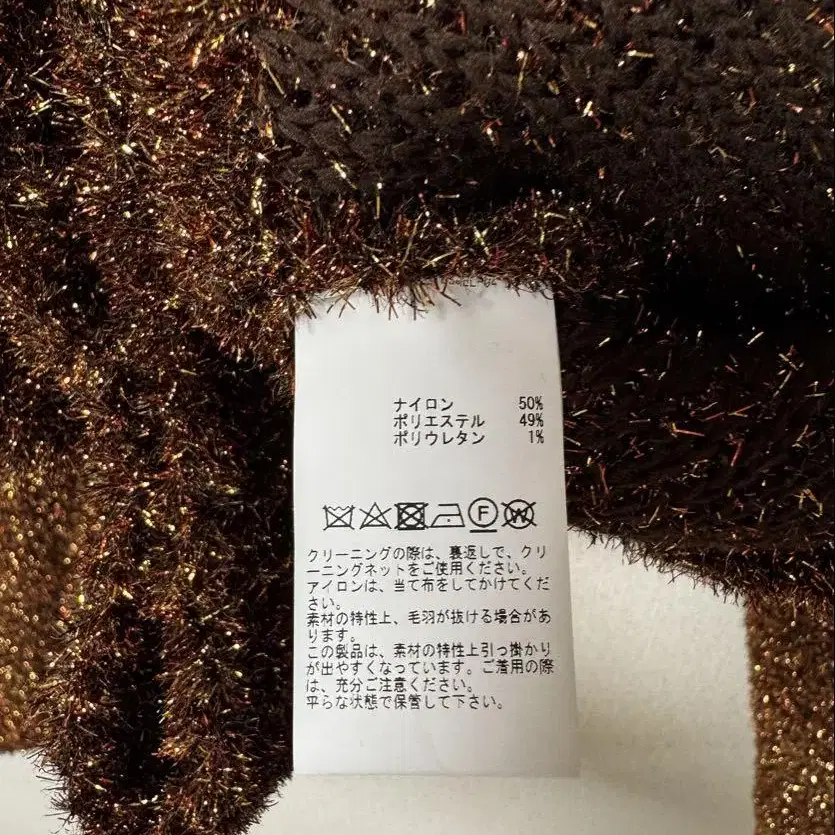 ナイロン 50%
ポリエステル 49%
ポリウレタン 1%
F W
クリーニングの際は、裏返しで、クリ
ーニングネットをご使用ください。
アイロンは、当て布をしてかけてくだ
さい。
素材の特性上、毛羽が抜ける場合があ
ります。
この製品は、素材の特性上引っ掛かり
が出やすくなっています。ご着用の際
は、充分ご注意ください。
平らな状態で保管して下さい。